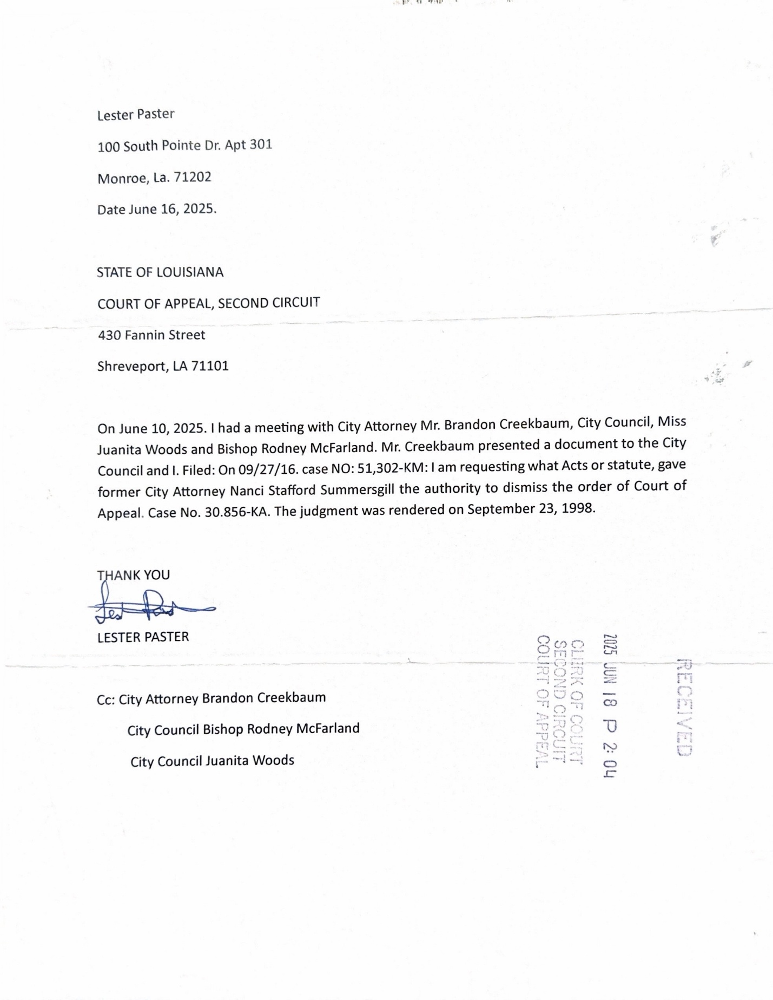 Lester Paster
100 South Pointe Dr. Apt 301
Monroe, La. 71202
Date June 16, 2025.
STATE OF LOUISIANA
COURT OF APPEAL, SECOND CIRCUIT
430 Fannin Street
Shreveport, LA 71101
On June 10, 2025. I had a meeting with City Attorney Mr. Brandon Creekbaum, City Council, Miss
Juanita Woods and Bishop Rodney McFarland. Mr. Creekbaum presented a document to the City
Council and I. Filed: On 09/27/16. case NO: 51,302-KM: I am requesting what Acts or statute, gave
former City Attorney Nanci Stafford Summersgill the authority to dismiss the order of Court of
Appeal. Case No. 30.856-KA. The judgment was rendered on September 23, 1998.
THANK YOU
LESTER PASTER
Cc: City Attorney Brandon Creekbaum
City Council Bishop Rodney McFarland
City Council Juanita Woods
RECEIVED
2025 JUN 18 P 2:04
CLERK OF COURT
SECOND CIRCUIT
COURT OF APPEAL